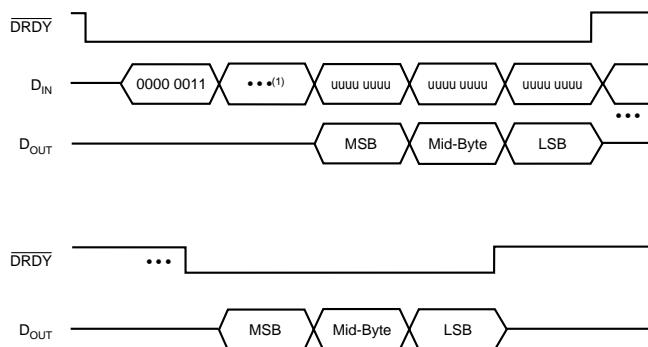 DRDY
DIN 0000 0011 •••(1) uuuu uuuu uuuu uuuu uuuu uuuu
•••
DOUT MSB Mid-Byte LSB
DRDY •••
DOUT MSB Mid-Byte LSB